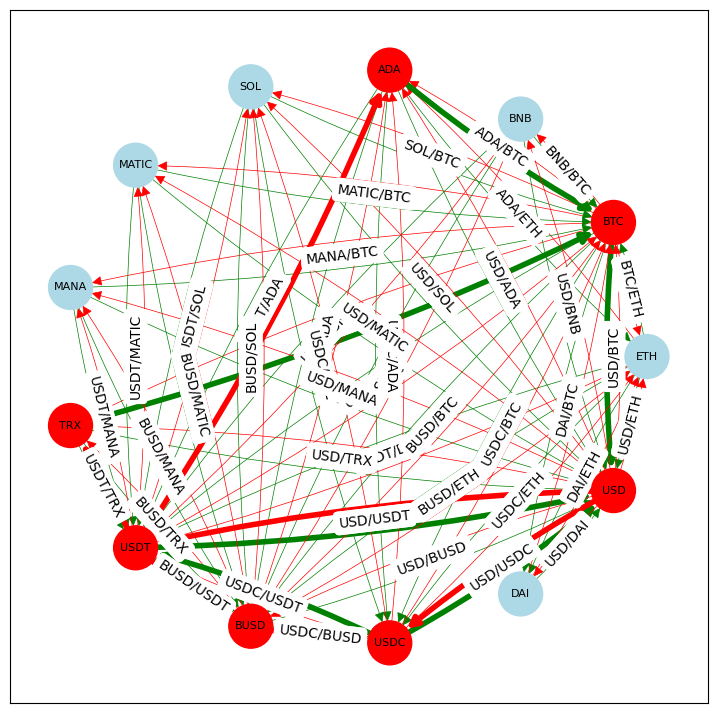 ADA
SOL
BNB
ADA/BTC
SOL/BTC
BNB/BTC
MATIC
MATIC/BTC
ADA/ETH
BTC
MANA/BTC
USD/ADA
USD/SOL
BTC/ETH
MANA
T/ADA
USD/BNB
USD/MATIC
USDT/MATIC
BUSD/SOL
USD/BTC
ETH
/ADA
USD/MANA
BUSD/MATIC
USDT/MANA
BUSD/MANA
BUSD/BTC
USDC/BTC
DAI/BTC
USD/ETH
TRX
USD/TRX
USDT/TRX
BUSD/ETH
USDC/ETH
DAI/ETH
USD
BUSD/TRX
USD/USDT
USDT
USD/BUSD
USD/DAI
USD/USDC
BUSD/USDT
USDC/USDT
DAI
BUSD
USDC/BUSD
USDC